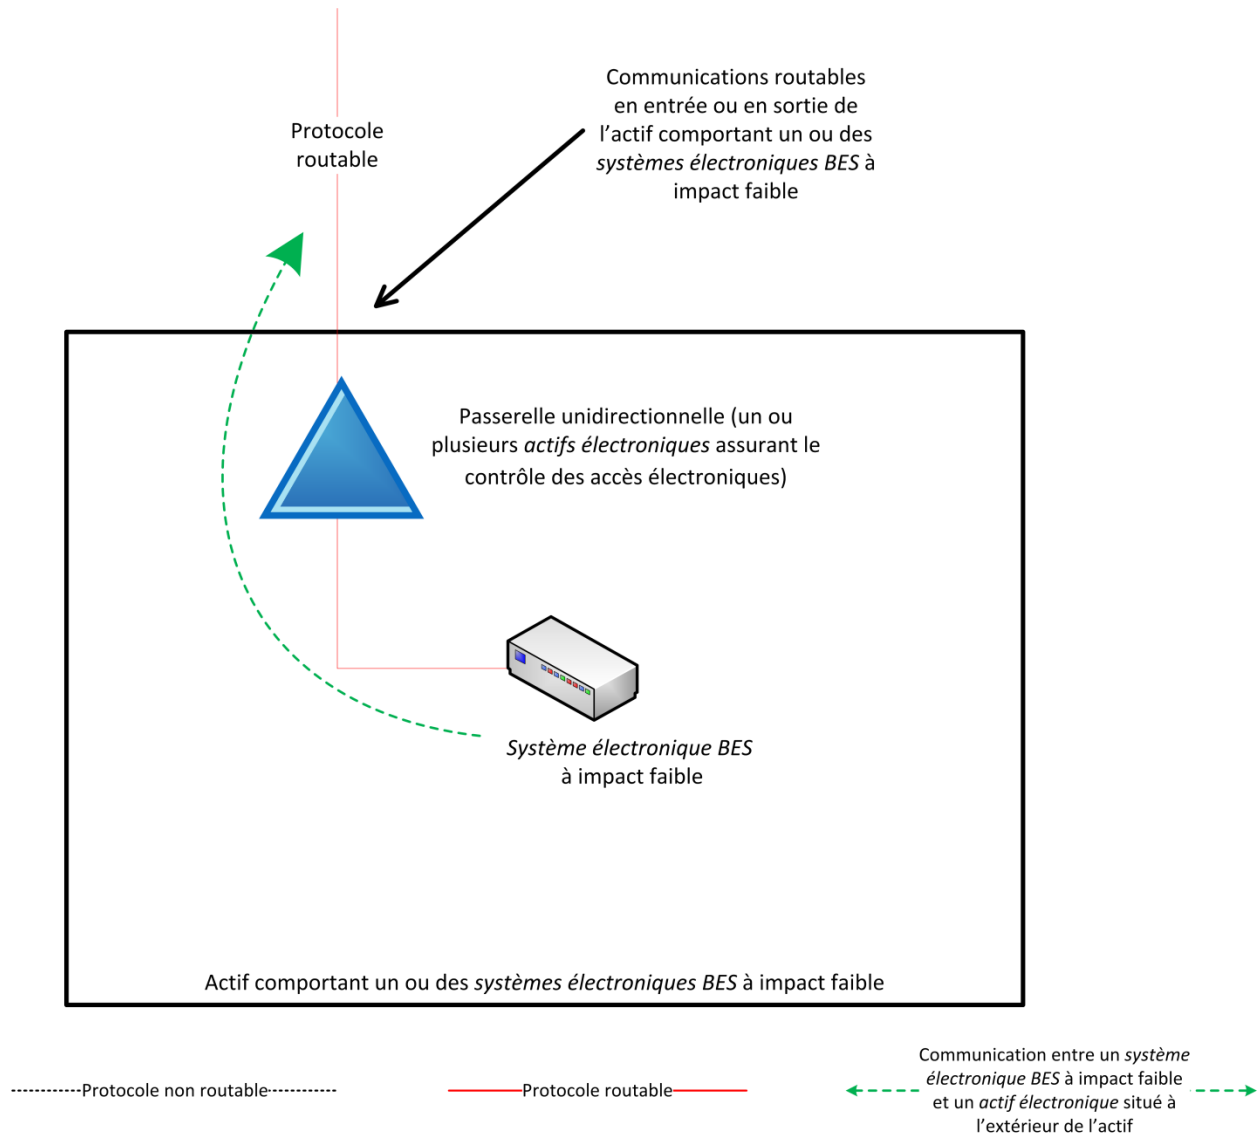 Communications routables
en entrée ou en sortie de
l’actif comportant un ou des
systèmes électroniques BES à
impact faible
Protocole
routable
Passerelle unidirectionnelle (un ou
plusieurs actifs électroniques assurant le
contrôle des accès électroniques)
Système électronique BES
à impact faible
Actif comportant un ou des systèmes électroniques BES à impact faible
Protocole non routable
Protocole routable
Communication entre un système
électronique BES à impact faible
et un actif électronique situé à
l’extérieur de l’actif